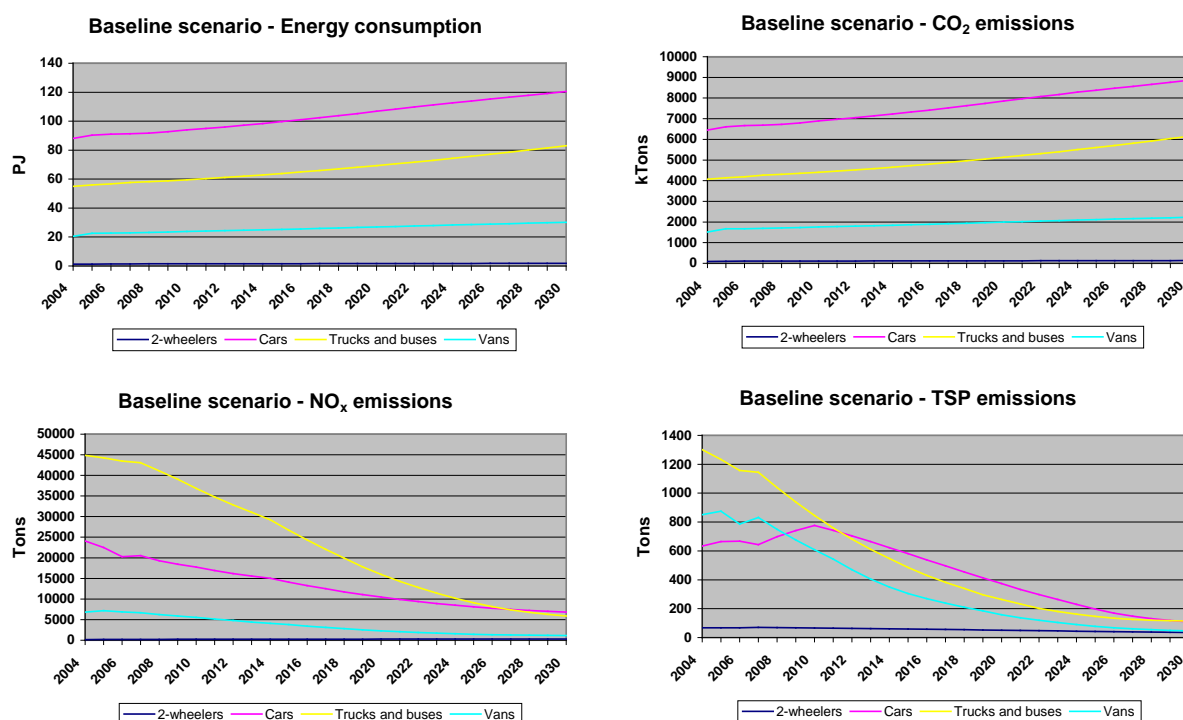 Baseline scenario - Energy consumption
PJ
140
120
100
80
60
40
20
0
2004 2006 2008 2010 2012 2014 2016 2018 2020 2022 2024 2026 2028 2030
2-wheelers Cars Trucks and buses Vans
Baseline scenario - CO₂ emissions
kTons
10000
9000
8000
7000
6000
5000
4000
3000
2000
1000
0
2004 2006 2008 2010 2012 2014 2016 2018 2020 2022 2024 2026 2028 2030
2-wheelers Cars Trucks and buses Vans
Baseline scenario - NOₓ emissions
Tons
50000
45000
40000
35000
30000
25000
20000
15000
10000
5000
0
2004 2006 2008 2010 2012 2014 2016 2018 2020 2022 2024 2026 2028 2030
2-wheelers Cars Trucks and buses Vans
Baseline scenario - TSP emissions
Tons
1400
1200
1000
800
600
400
200
0
2004 2006 2008 2010 2012 2014 2016 2018 2020 2022 2024 2026 2028 2030
2-wheelers Cars Trucks and buses Vans